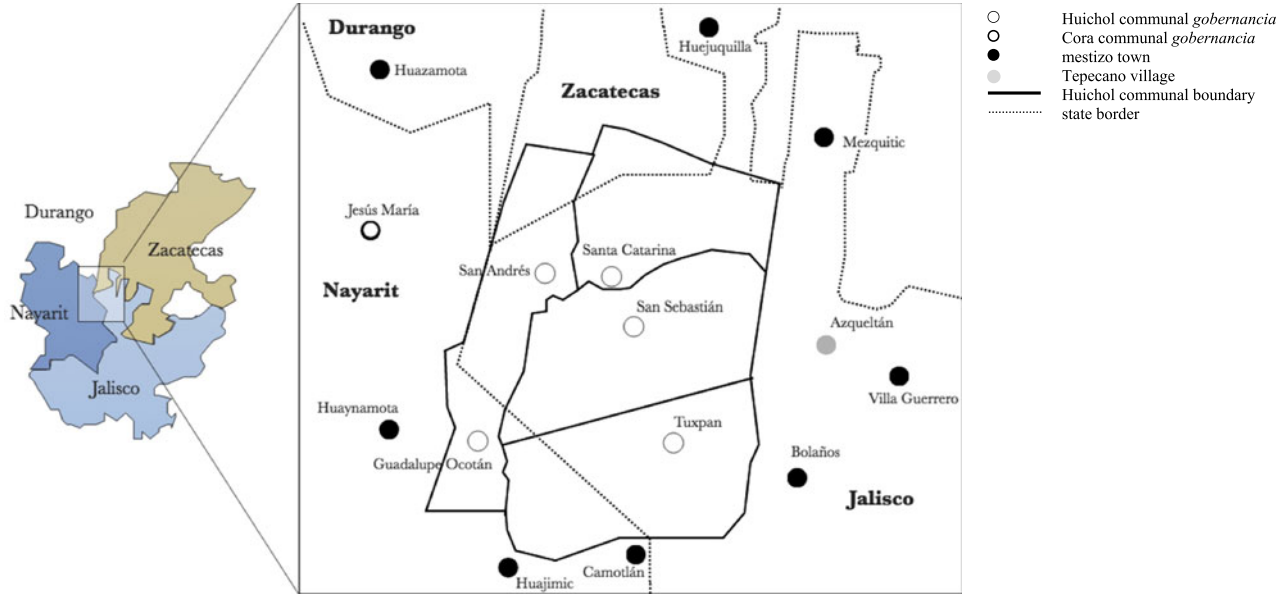 Durango
Zacatecas
Nayarit
Jalisco
Durango
Huazamota
Huejuquilla
Zacatecas
Mezquitic
Jesús María
Santa Catarina
San Andrés
Nayarit
San Sebastián
Azqueltán
Villa Guerrero
Huaynamota
Tuxpan
Guadalupe Ocotán
Bolaños
Jalisco
Camotlán
Huajimic
Huichol communal gobernancia
Cora communal gobernancia
mestizo town
Tepecano village
Huichol communal boundary
state border